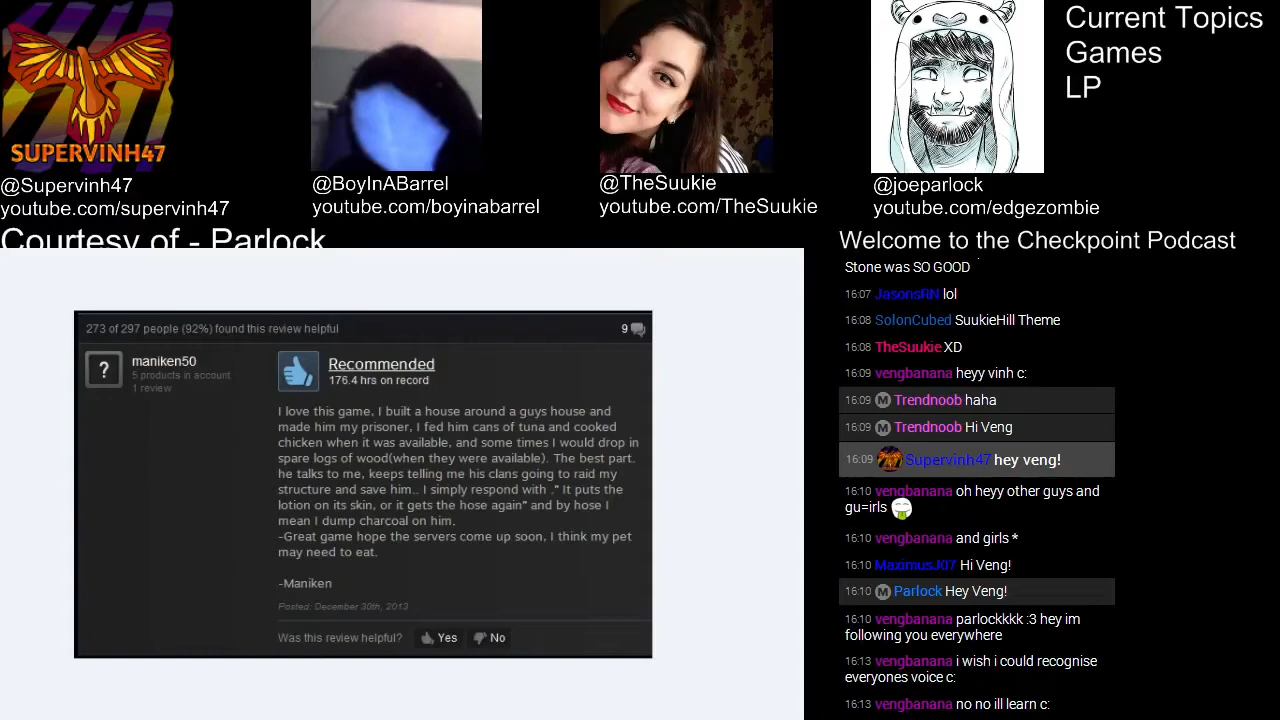 SUPERVINH47
@Supervinh47
youtube.com/supervinh47
@BoyInABarrel
youtube.com/boyinabarrel
@TheSuukie
youtube.com/TheSuukie
@joeparlock
youtube.com/edgezombie
Current Topics
Games
LP
Courtesy of - Parlock
273 of 297 people (92%) found this review helpful
9
?
maniken50
5 products in account
1 review
Recommended
176.4 hrs on record
I love this game, I built a house around a guys house and
made him my prisoner, I fed him cans of tuna and cooked
chicken when it was available, and some times I would drop in
spare logs of wood(when they were available). The best part.
he talks to me, keeps telling me his clans going to raid my
structure and save him.. I simply respond with ." It puts the
lotion on its skin, or it gets the hose again" and by hose I
mean I dump charcoal on him.
-Great game hope the servers come up soon, I think my pet
may need to eat.
-Maniken
Posted: December 30th, 2013
Was this review helpful? Yes No
Welcome to the Checkpoint Podcast
Stone was SO GOOD
16:07 JasonsRN lol
16:08 SolonCubed SuukieHill Theme
16:08 TheSuukie XD
16:09 vengbanana heyy vinh c:
16:09 M Trendnoob haha
16:09 M Trendnoob Hi Veng
16:09 Supervinh47 hey veng!
16:10 vengbanana oh heyy other guys and
gu=irls
16:10 vengbanana and girls *
16:10 MaximusJ07 Hi Veng!
16:10 M Parlock Hey Veng!
16:10 vengbanana parlockkkk :3 hey im
following you everywhere
16:13 vengbanana i wish i could recognise
everyones voice c:
16:13 vengbanana no no ill learn c: